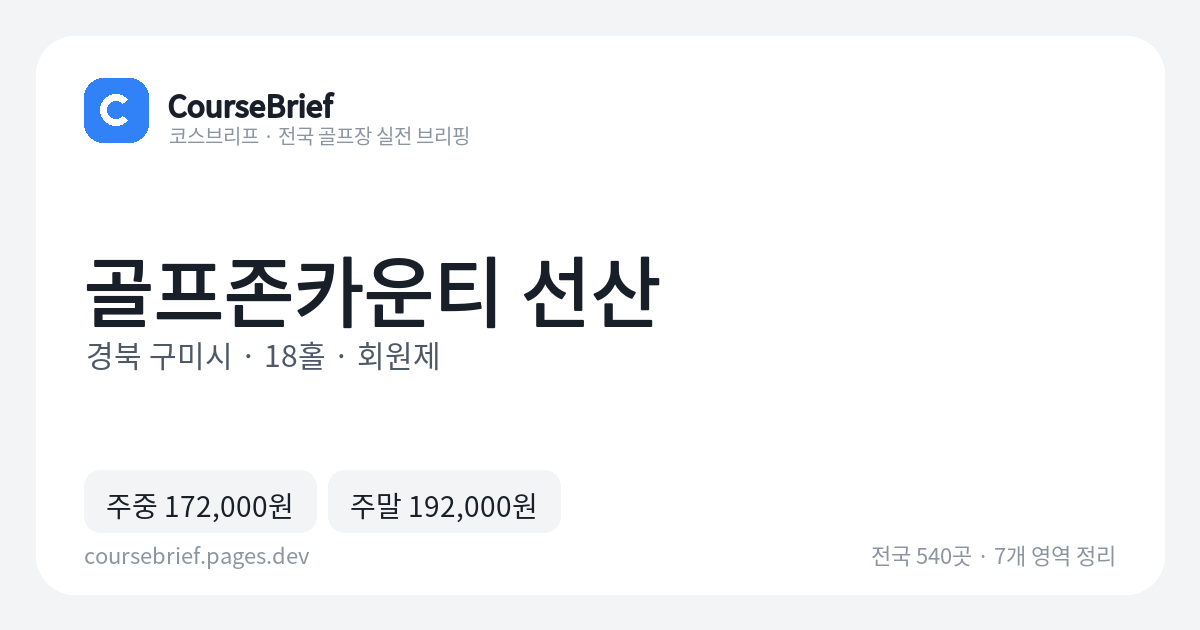 C
CourseBrief
코스브리프 · 전국 골프장 실전 브리핑
골프존카운티 선산
경북 구미시 · 18홀 · 회원제
주중 172,000원
주말 192,000원
coursebrief.pages.dev
전국 540곳 · 7개 영역 정리